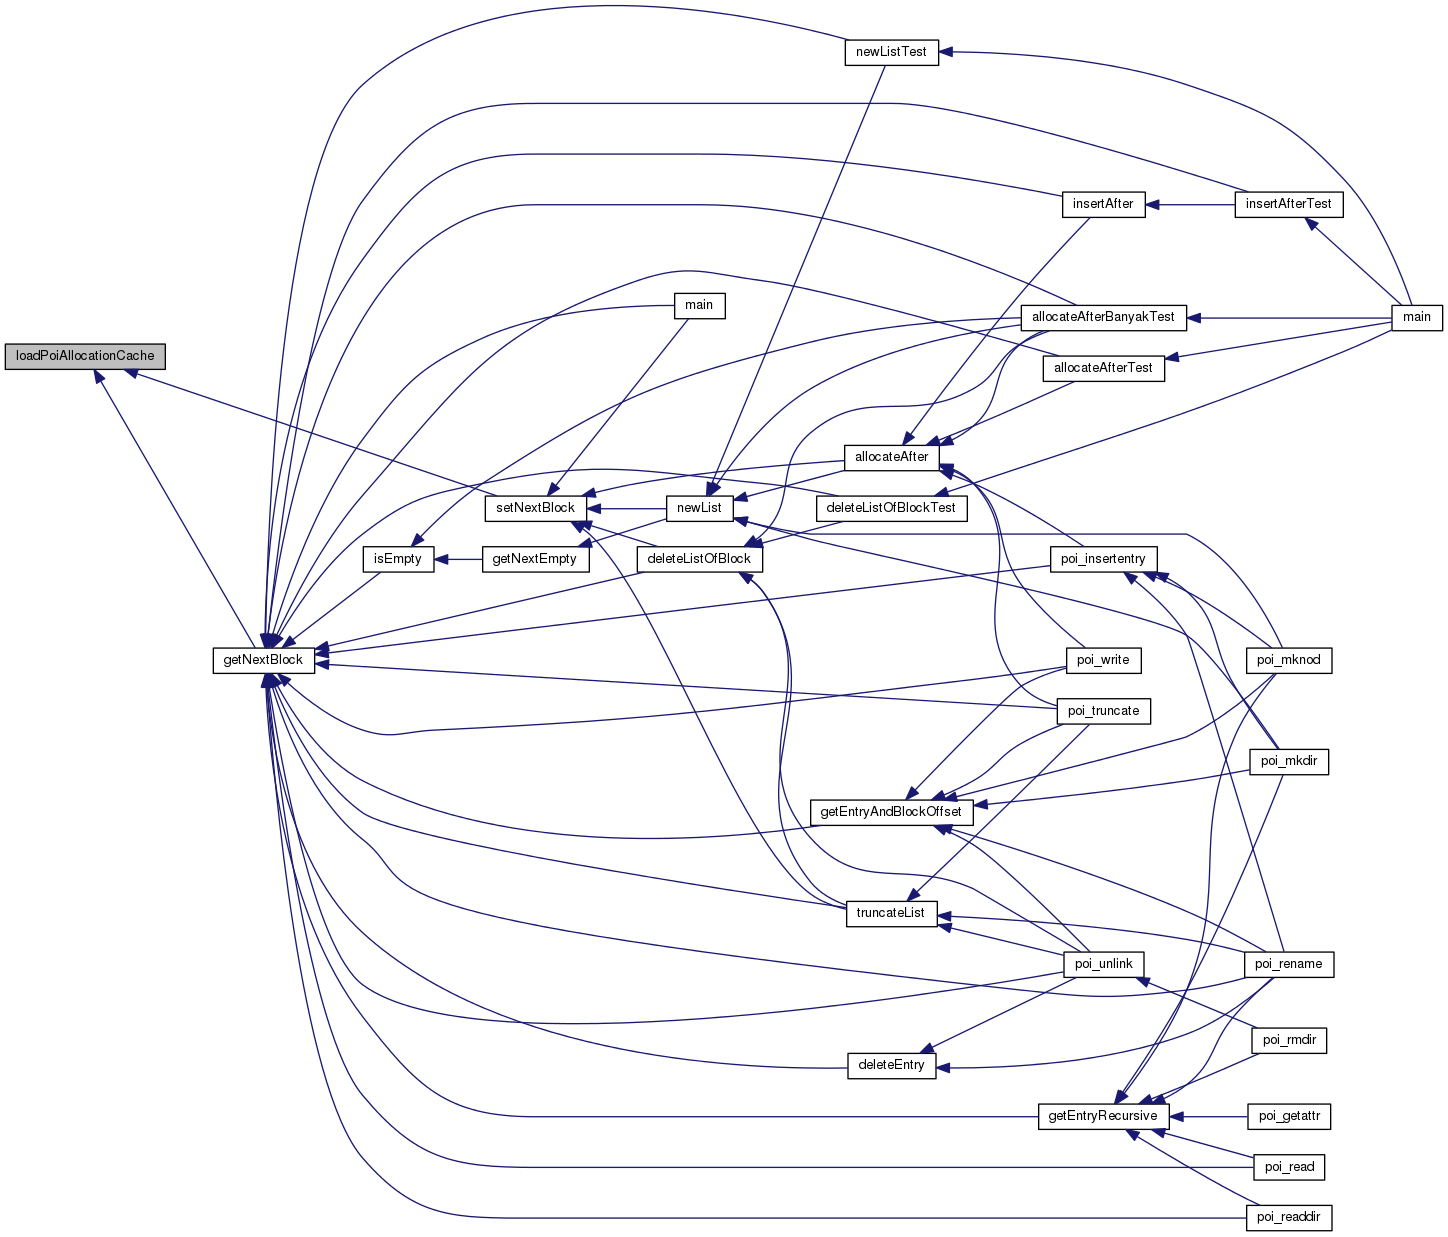 newListTest
insertAfter
insertAfterTest
main
allocateAfterBanyakTest
main
loadPoiAllocationCache
allocateAfterTest
allocateAfter
setNextBlock
newList
deleteListOfBlockTest
isEmpty
getNextEmpty
deleteListOfBlock
poi_insertentry
getNextBlock
poi_write
poi_mknod
poi_truncate
poi_mkdir
getEntryAndBlockOffset
truncateList
poi_unlink
poi_rename
poi_rmdir
deleteEntry
getEntryRecursive
poi_getattr
poi_read
poi_readdir